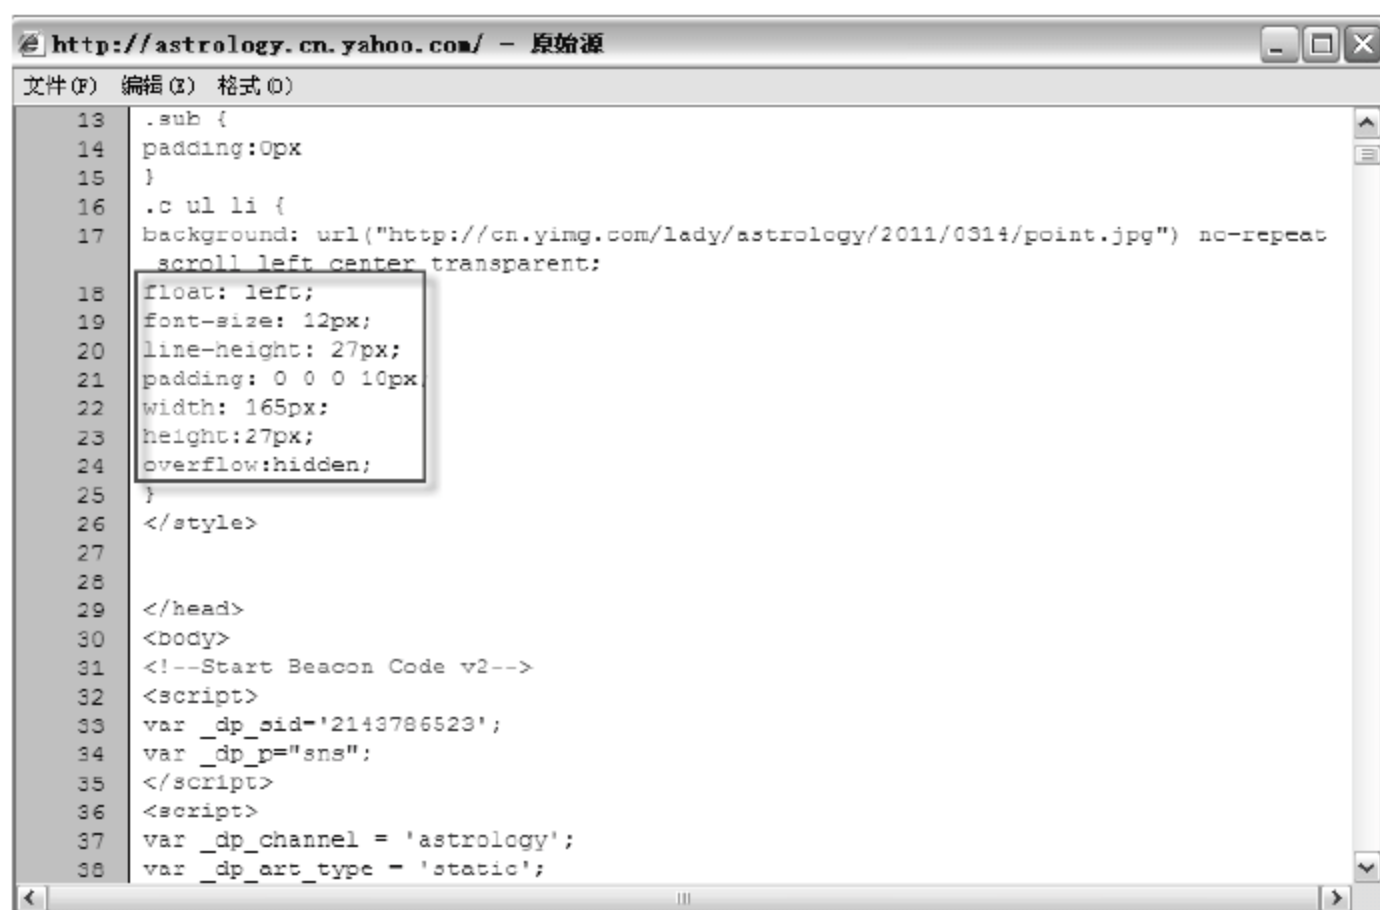 http://astrology.cn.yahoo.com/ - 原始源
文件(F) 编辑(E) 格式(O)
13 .sub {
14 padding:0px
15 }
16 .c ul li {
17 background: url("http://cn.yimg.com/lady/astrology/2011/0314/point.jpg") no-repeat
scroll left center transparent;
18 float: left;
19 font-size: 12px;
20 line-height: 27px;
21 padding: 0 0 0 10px;
22 width: 165px;
23 height:27px;
24 overflow:hidden;
25 }
26 </style>
27
28
29 </head>
30 <body>
31 <!--Start Beacon Code v2-->
32 <script>
33 var _dp_sid='2143786523';
34 var _dp_p="sns";
35 </script>
36 <script>
37 var _dp_channel = 'astrology';
38 var _dp_art_type = 'static';